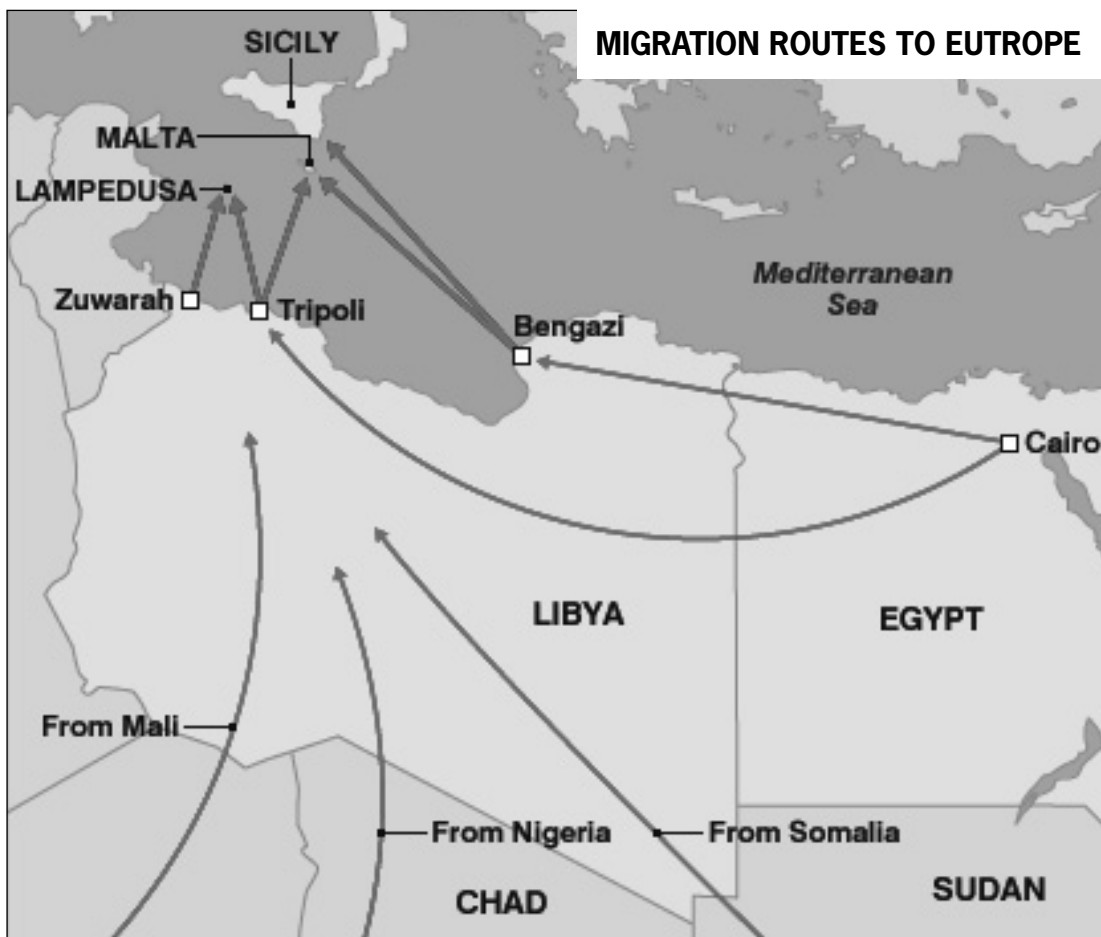 MIGRATION ROUTES TO EUTROPE
SICILY
MALTA
LAMPEDUSA
Mediterranean
Sea
Zuwarah
Tripoli
Bengazi
Cairo
LIBYA
EGYPT
From Mali
From Nigeria
From Somalia
CHAD
SUDAN